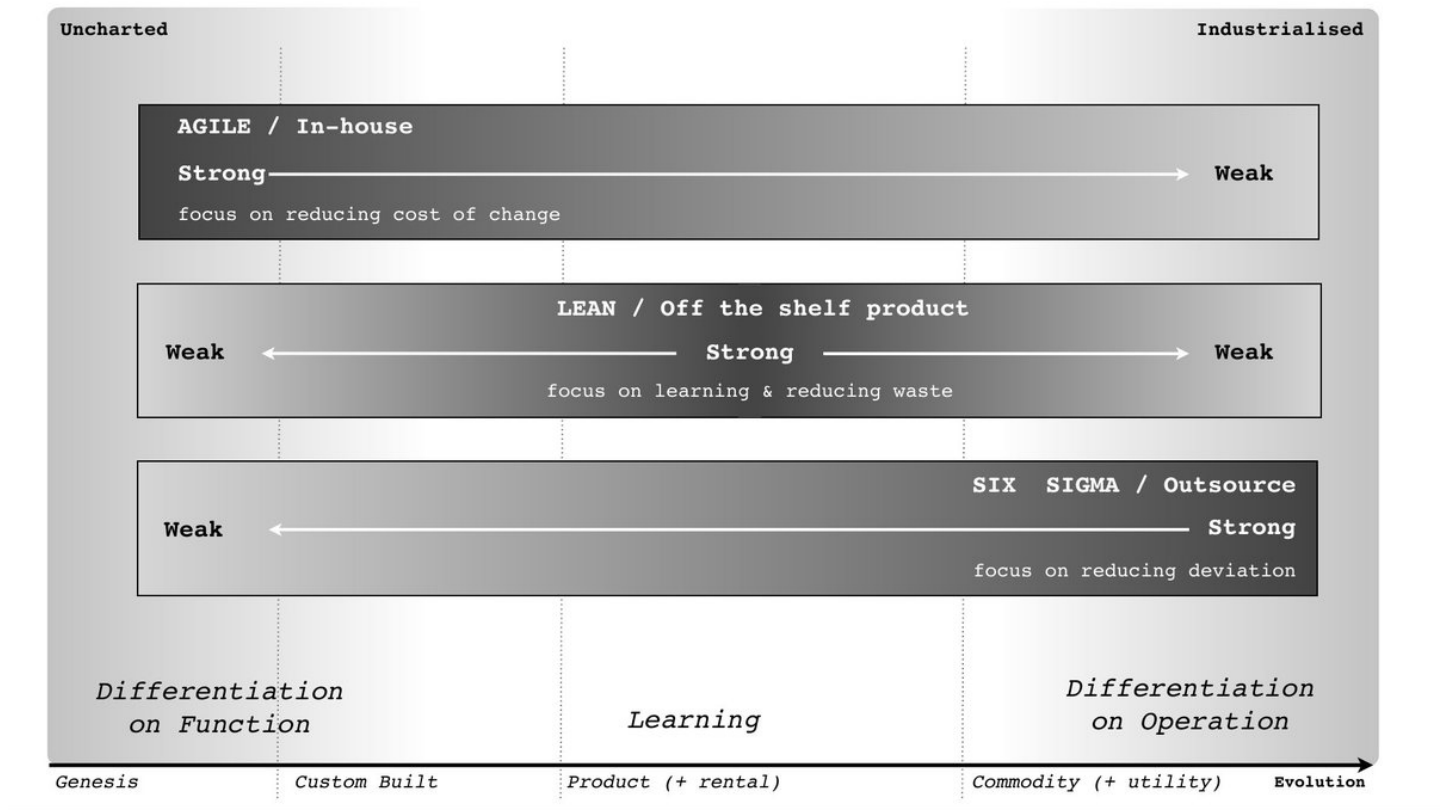 Uncharted
Industrialised
AGILE / In-house
Strong
Weak
focus on reducing cost of change
LEAN / Off the shelf product
Weak
Strong
Weak
focus on learning & reducing waste
SIX SIGMA / Outsource
Weak
Strong
focus on reducing deviation
Differentiation
on Function
Learning
Differentiation
on Operation
Genesis
Custom Built
Product (+ rental)
Commodity (+ utility)
Evolution